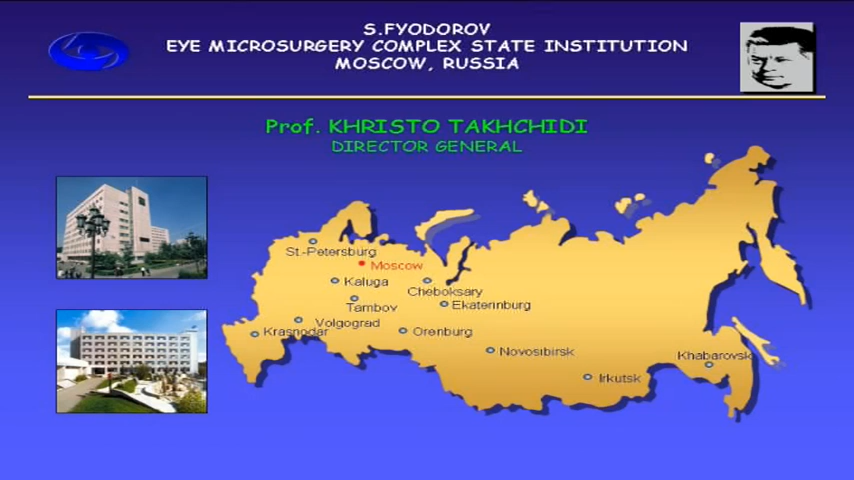 S.FYODOROV
EYE MICROSURGERY COMPLEX STATE INSTITUTION
MOSCOW, RUSSIA
Prof. KHRISTO TAKHCHIDI
DIRECTOR GENERAL
St.-Petersburg
Moscow
Kaluga
Cheboksary
Tambov
Ekaterinburg
Volgograd
Krasnodar
Orenburg
Novosibirsk
Khabarovsk
Irkutsk